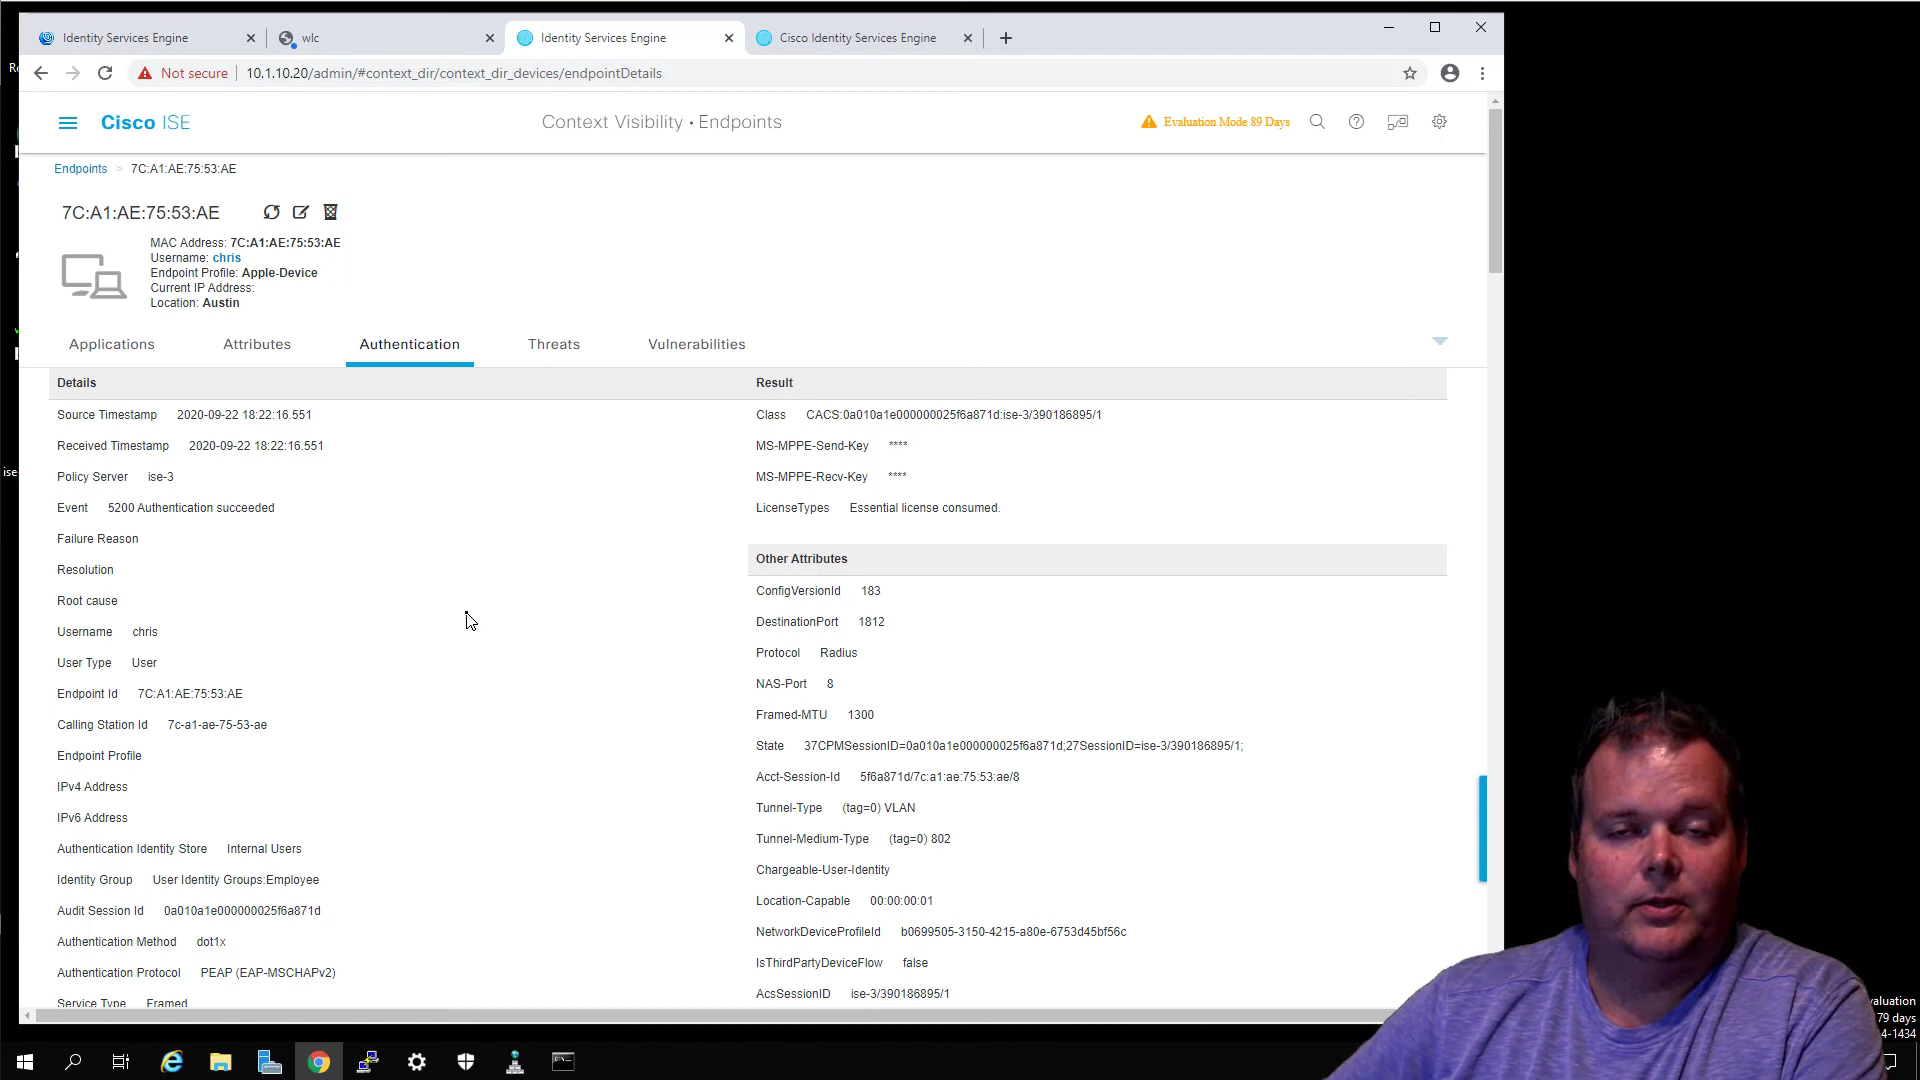 Identity Services Engine
wlc
Identity Services Engine
Cisco Identity Services Engine
Not secure
10.1.10.20/admin/#context_dir/context_dir_devices/endpointDetails
Cisco ISE
Context Visibility • Endpoints
Evaluation Mode 89 Days
Endpoints > 7C:A1:AE:75:53:AE
7C:A1:AE:75:53:AE
MAC Address: 7C:A1:AE:75:53:AE
Username: chris
Endpoint Profile: Apple-Device
Current IP Address:
Location: Austin
Applications
Attributes
Authentication
Threats
Vulnerabilities
Details
Source Timestamp 2020-09-22 18:22:16.551
Received Timestamp 2020-09-22 18:22:16.551
Policy Server ise-3
Event 5200 Authentication succeeded
Failure Reason
Resolution
Root cause
Username chris
User Type User
Endpoint Id 7C:A1:AE:75:53:AE
Calling Station Id 7c-a1-ae-75-53-ae
Endpoint Profile
IPv4 Address
IPv6 Address
Authentication Identity Store Internal Users
Identity Group User Identity Groups:Employee
Audit Session Id 0a010a1e000000025f6a871d
Authentication Method dot1x
Authentication Protocol PEAP (EAP-MSCHAPv2)
Service Type Framed
Result
Class CACS:0a010a1e000000025f6a871d:ise-3/390186895/1
MS-MPPE-Send-Key ****
MS-MPPE-Recv-Key ****
LicenseTypes Essential license consumed.
Other Attributes
ConfigVersionId 183
DestinationPort 1812
Protocol Radius
NAS-Port 8
Framed-MTU 1300
State 37CPMSessionID=0a010a1e000000025f6a871d;27SessionID=ise-3/390186895/1;
Acct-Session-Id 5f6a871d/7c:a1:ae:75:53:ae/8
Tunnel-Type (tag=0) VLAN
Tunnel-Medium-Type (tag=0) 802
Chargeable-User-Identity
Location-Capable 00:00:00:01
NetworkDeviceProfileId b0699505-3150-4215-a80e-6753d45bf56c
IsThirdPartyDeviceFlow false
AcsSessionID ise-3/390186895/1
ise
valuation
79 days
4-1434